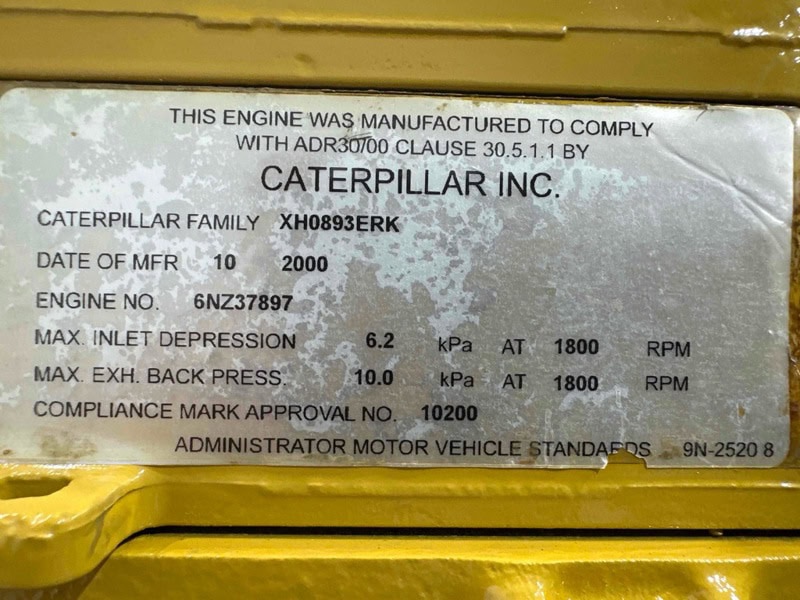 THIS ENGINE WAS MANUFACTURED TO COMPLY
WITH ADR30/00 CLAUSE 30.5.1.1 BY
CATERPILLAR INC.
CATERPILLAR FAMILY XH0893ERK
DATE OF MFR 10 2000
ENGINE NO. 6NZ37897
MAX. INLET DEPRESSION 6.2 kPa AT 1800 RPM
MAX. EXH. BACK PRESS. 10.0 kPa AT 1800 RPM
COMPLIANCE MARK APPROVAL NO. 10200
ADMINISTRATOR MOTOR VEHICLE STANDARDS 9N-2520 8